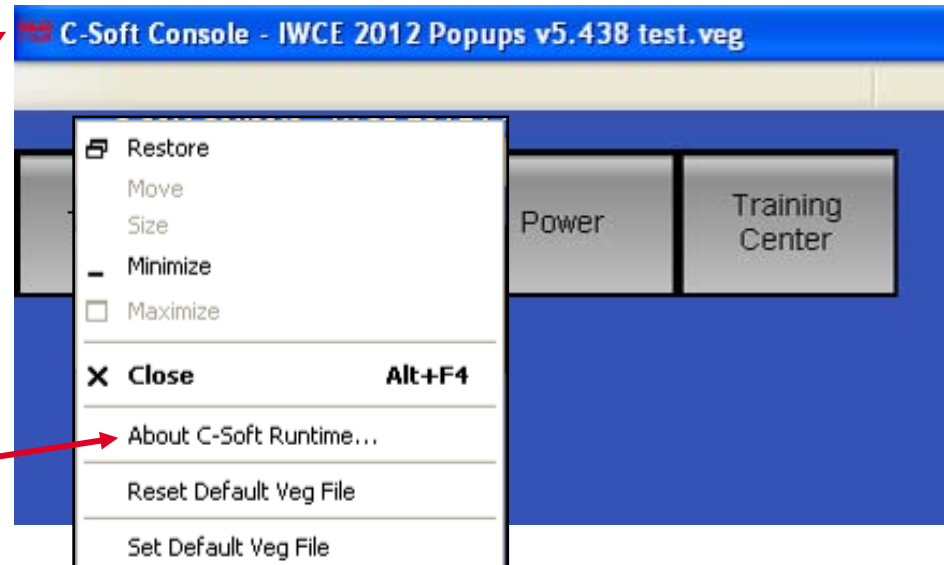 C-Soft Console - IWCE 2012 Popups v5.438 test.veg
Restore
Move
Size
Minimize
Maximize
Close Alt+F4
About C-Soft Runtime...
Reset Default Veg File
Set Default Veg File
Power
Training
Center